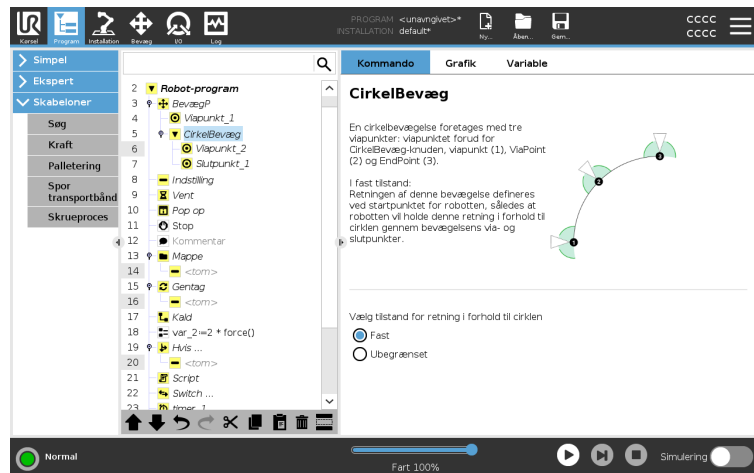 UR
PROGRAM <unavngivet>*
INSTALLATION default*
CCCC
CCCC
Kørsel Program Installation Bevæg I/O Log Ny... Åben... Gem...
Simpel
Ekspert
Skabeloner
Søg
Kraft
Palletering
Spor
transportbånd
Skrueproces
2 Robot-program
3 BevægP
4 Viapunkt_1
5 CirkelBevæg
6 Viapunkt_2
7 Slutpunkt_1
8 Indstilling
9 Vent
10 Pop op
11 Stop
12 Kommentar
13 Mappe
14 <tom>
15 Gentag
16 <tom>
17 Kald
18 var_2:=2 * force()
19 Hvis ...
20 <tom>
21 Script
22 Switch ...
23 timer_1
Kommando Grafik Variable
CirkelBevæg
En cirkelbevægelse foretages med tre
viapunkter: viapunktet forud for
CirkelBevæg-knuden, viapunkt (1), ViaPoint
(2) og EndPoint (3).
I fast tilstand:
Retningen af denne bevægelse defineres
ved startpunktet for robotten, således at
robotten vil holde denne retning i forhold til
cirklen gennem bevægelsens via- og
slutpunkter.
3
2
1
Vælg tilstand for retning i forhold til cirklen
Fast
Ubegrænset
Normal
Fart 100%
Simulering